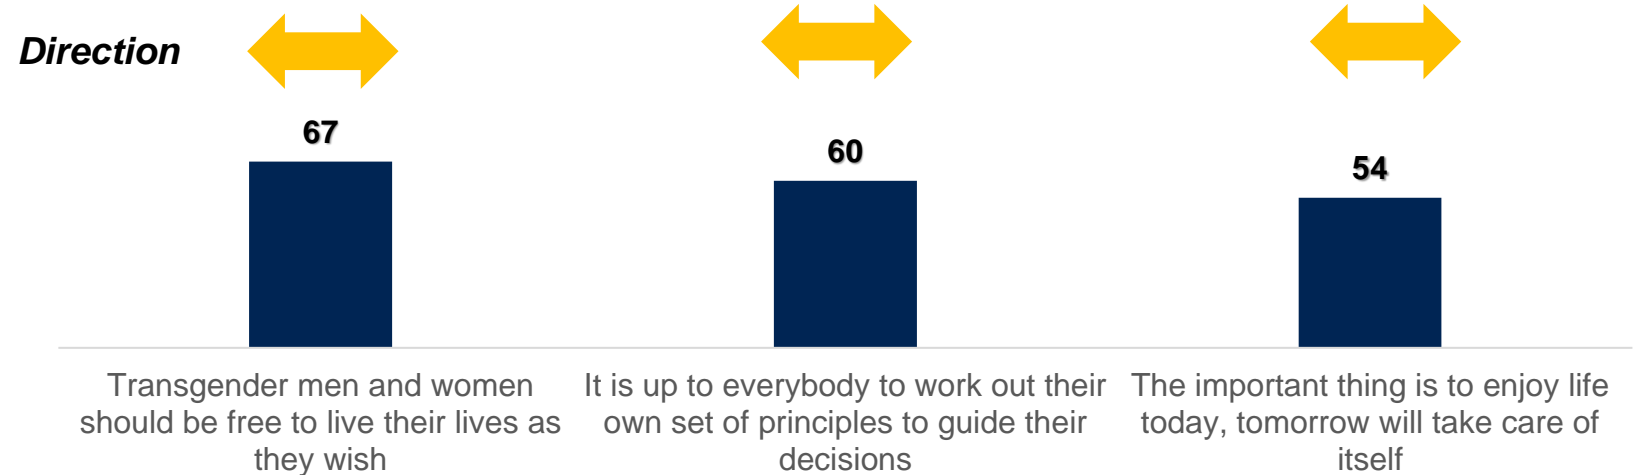 Direction
67
60
54
Transgender men and women
should be free to live their lives as
they wish
It is up to everybody to work out their
own set of principles to guide their
decisions
The important thing is to enjoy life
today, tomorrow will take care of
itself